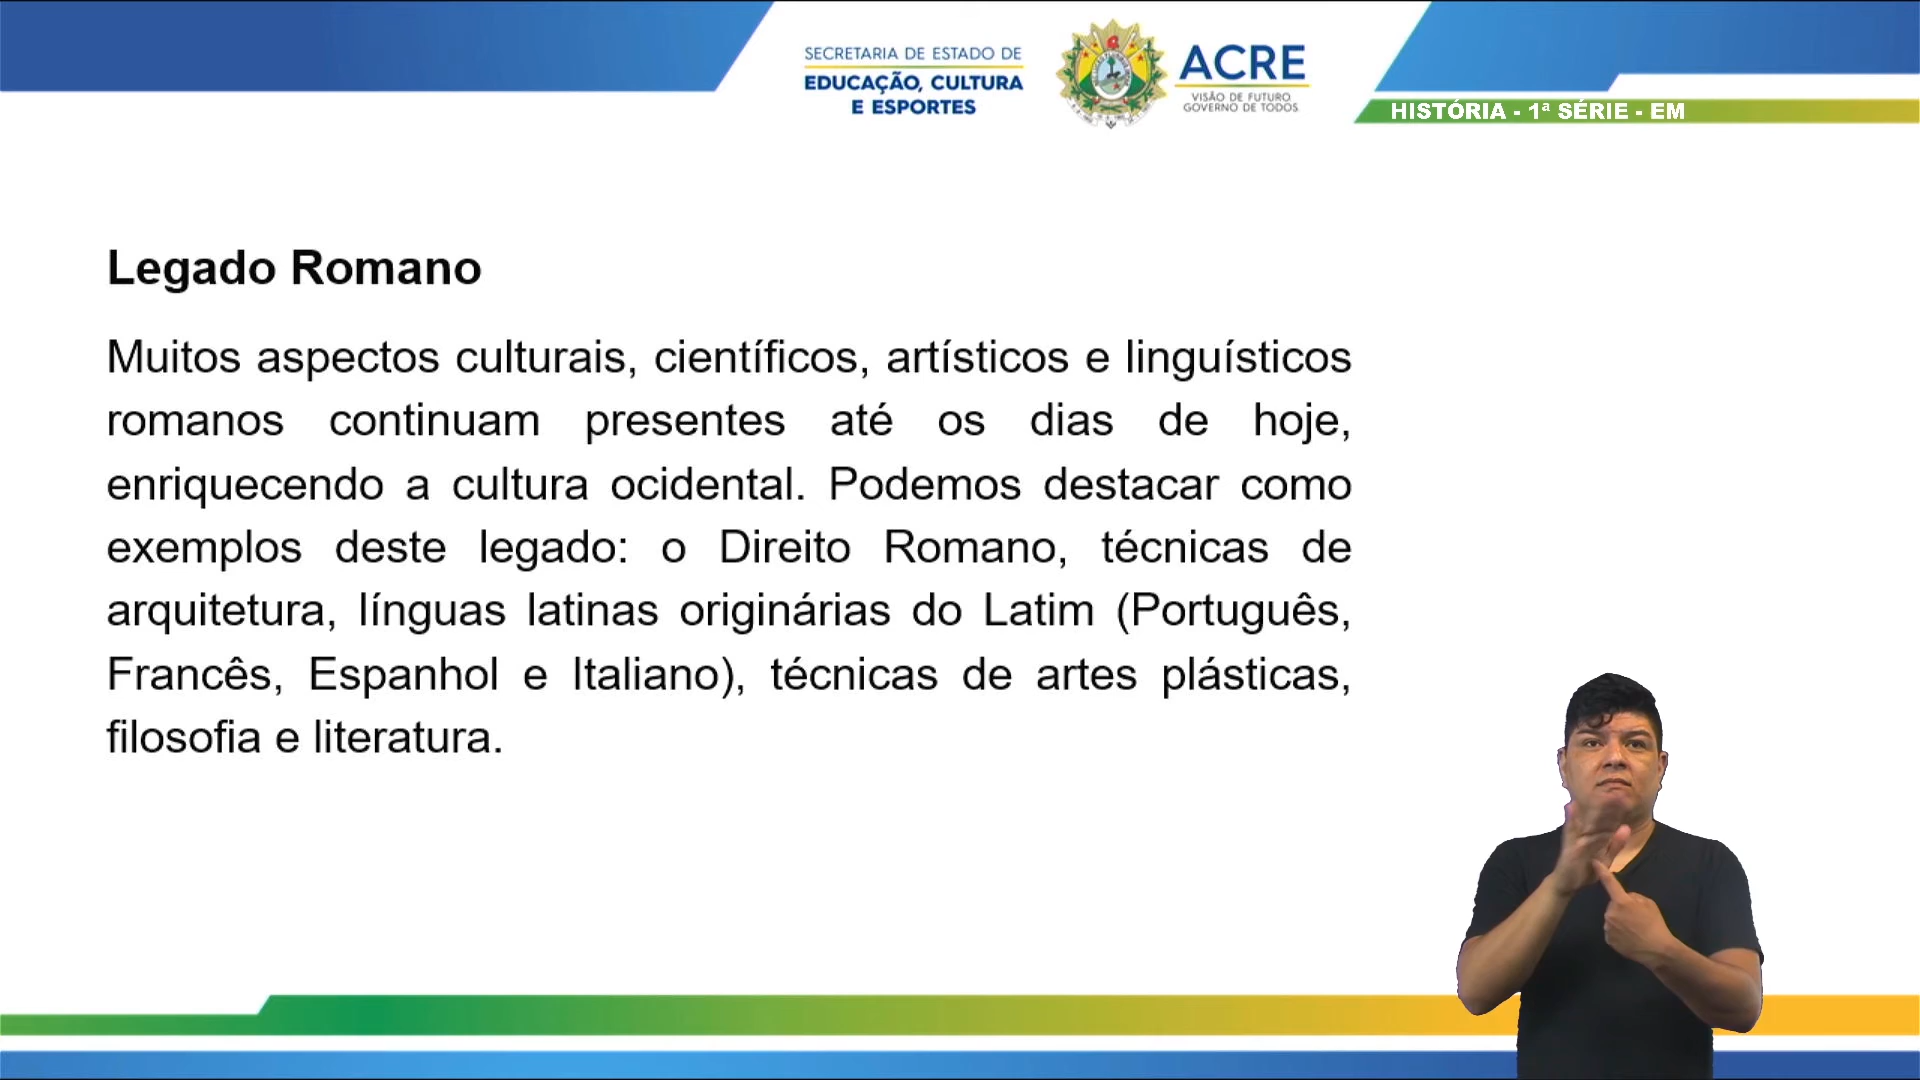 SECRETARIA DE ESTADO DE
EDUCAÇÃO, CULTURA
E ESPORTES
ACRE
VISÃO DE FUTURO
GOVERNO DE TODOS
HISTÓRIA - 1ª SÉRIE - EM
Legado Romano
Muitos aspectos culturais, científicos, artísticos e linguísticos
romanos continuam presentes até os dias de hoje,
enriquecendo a cultura ocidental. Podemos destacar como
exemplos deste legado: o Direito Romano, técnicas de
arquitetura, línguas latinas originárias do Latim (Português,
Francês, Espanhol e Italiano), técnicas de artes plásticas,
filosofia e literatura.